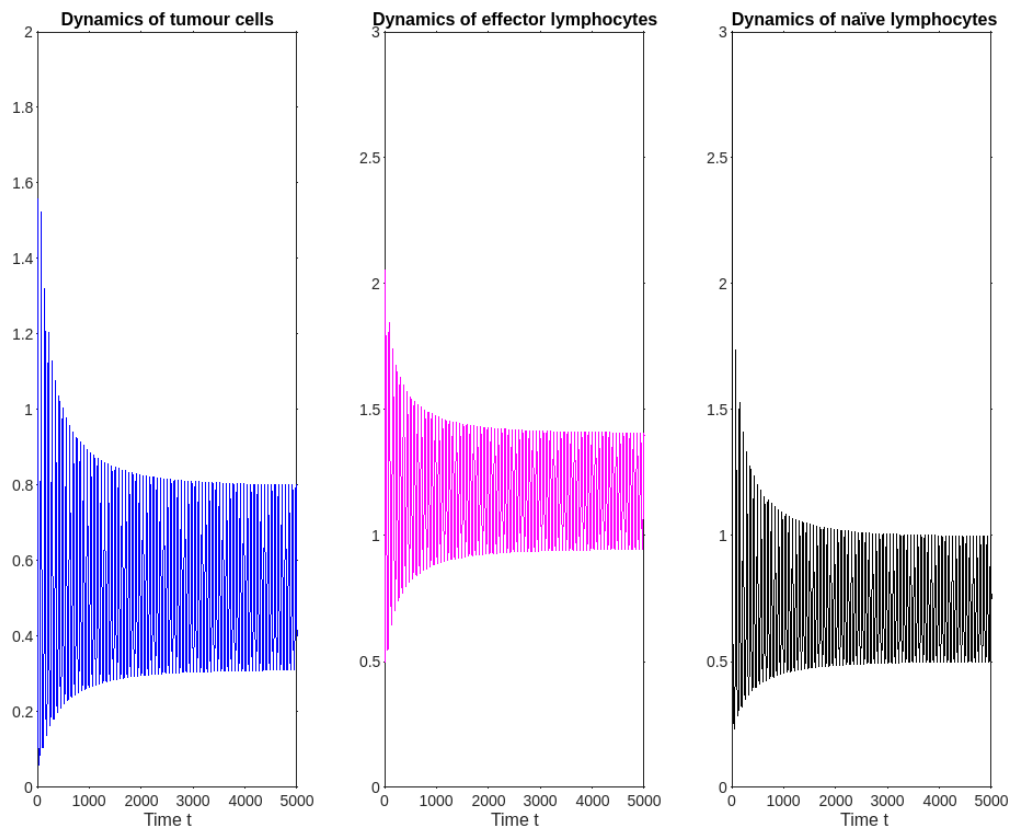 Dynamics of tumour cells
2
1.8
1.6
1.4
1.2
1
0.8
0.6
0.4
0.2
0
0 1000 2000 3000 4000 5000
Time t
Dynamics of effector lymphocytes
3
2.5
2
1.5
1
0.5
0
0 1000 2000 3000 4000 5000
Time t
Dynamics of naïve lymphocytes
3
2.5
2
1.5
1
0.5
0
0 1000 2000 3000 4000 5000
Time t